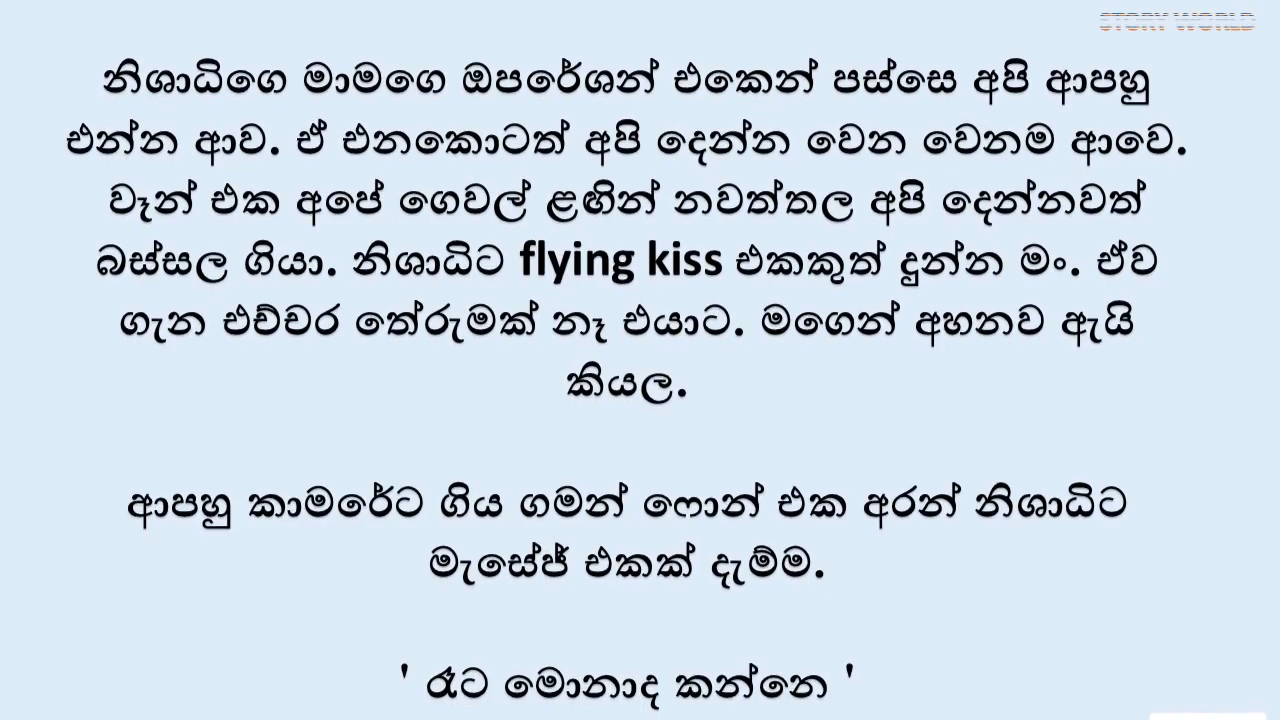 STORY WORLD
නිශාධිගෙ මාමගෙ ඔපරේශන් එකෙන් පස්සෙ අපි ආපහු
එන්න ආව. ඒ එනකොටත් අපි දෙන්න වෙන වෙනම ආවෙ.
වෑන් එක අපේ ගෙවල් ළඟින් නවත්තල අපි දෙන්නවත්
බස්සල ගියා. නිශාධිට flying kiss එකකුත් දුන්න මං. ඒව
ගැන එච්චර තේරුමක් නෑ එයාට. මගෙන් අහනව ඇයි
කියල.
ආපහු කාමරේට ගිය ගමන් ෆොන් එක අරන් නිශාධිට
මැසේජ් එකක් දැම්ම.
' රෑට මොනාද කන්නෙ '